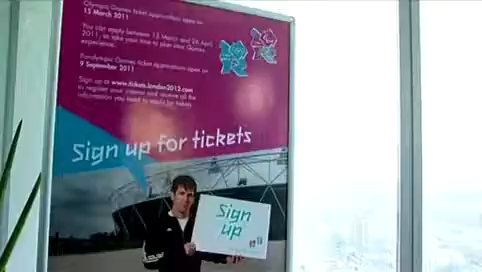 Olympic Games ticket applications open on
15 March 2011
You can apply between 15 March and 26 April
2011, so take your time to plan your Games
experience.
Paralympic Games ticket applications open on
9 September 2011
Sign up at www.tickets.london2012.com
to register your interest and receive all the
information you need to apply for tickets.
Sign up for tickets
Sign
up